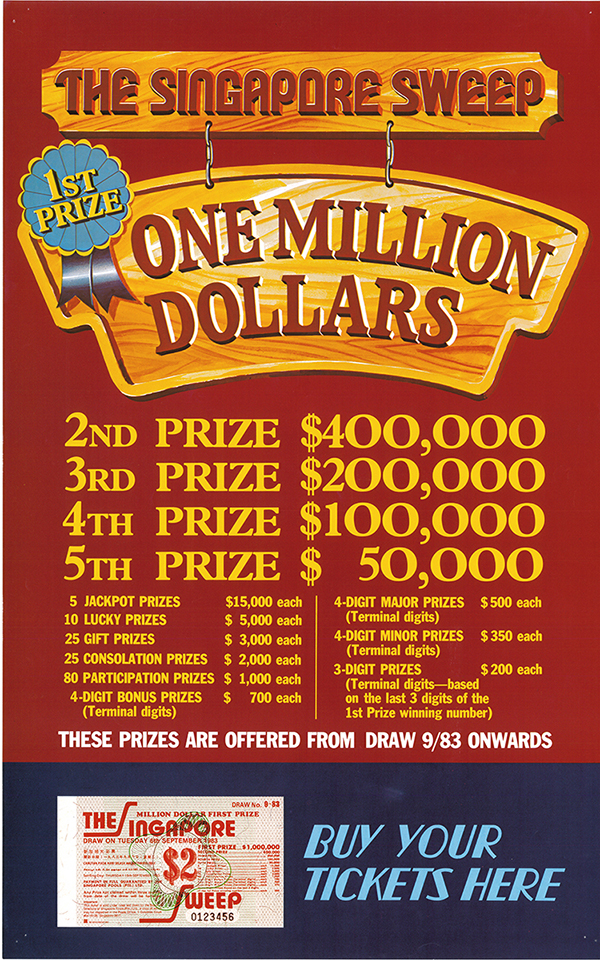 THE SINGAPORE SWEEP
1ST
PRIZE
ONE MILLION
DOLLARS
2ND PRIZE $400,000
3RD PRIZE $200,000
4TH PRIZE $100,000
5TH PRIZE $ 50,000
5 JACKPOT PRIZES $15,000 each
10 LUCKY PRIZES $ 5,000 each
25 GIFT PRIZES $ 3,000 each
25 CONSOLATION PRIZES $ 2,000 each
80 PARTICIPATION PRIZES $ 1,000 each
4-DIGIT BONUS PRIZES $ 700 each
(Terminal digits)
4-DIGIT MAJOR PRIZES $500 each
(Terminal digits)
4-DIGIT MINOR PRIZES $350 each
(Terminal digits)
3-DIGIT PRIZES $200 each
(Terminal digits—based
on the last 3 digits of the
1st Prize winning number)
THESE PRIZES ARE OFFERED FROM DRAW 9/83 ONWARDS
DRAW No. 9-83
MILLION DOLLAR FIRST PRIZE
THE SINGAPORE
DRAW ON TUESDAY 6th SEPTEMBER 1983
FIRST PRIZE $1,000,000
$2
SWEEP
0123456
BUY YOUR
TICKETS HERE